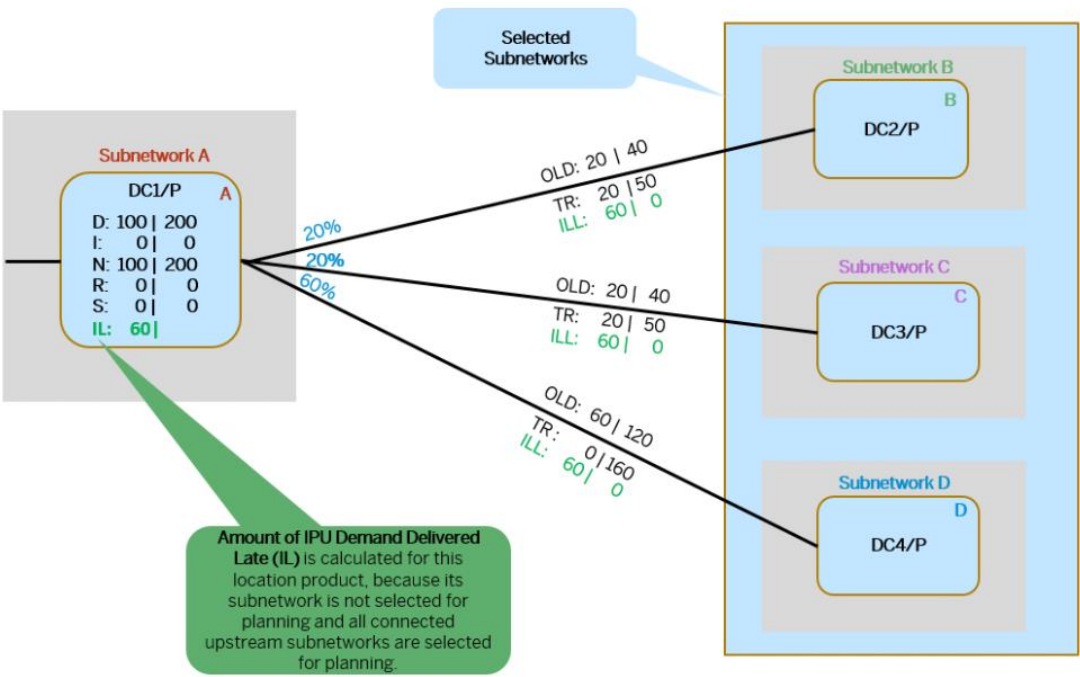 Selected
Subnetworks
Subnetwork A
DC1/P
A
D: 100 | 200
I: 0 | 0
N: 100 | 200
R: 0 | 0
S: 0 | 0
IL: 60 |
20%
20%
60%
OLD: 20 | 40
TR: 20 | 50
ILL: 60 | 0
OLD: 20 | 40
TR: 20 | 50
ILL: 60 | 0
OLD: 60 | 120
TR: 0 | 160
ILL: 60 | 0
Subnetwork B
B
DC2/P
Subnetwork C
C
DC3/P
Subnetwork D
D
DC4/P
Amount of IPU Demand Delivered
Late (IL) is calculated for this
location product, because its
subnetwork is not selected for
planning and all connected
upstream subnetworks are selected
for planning.